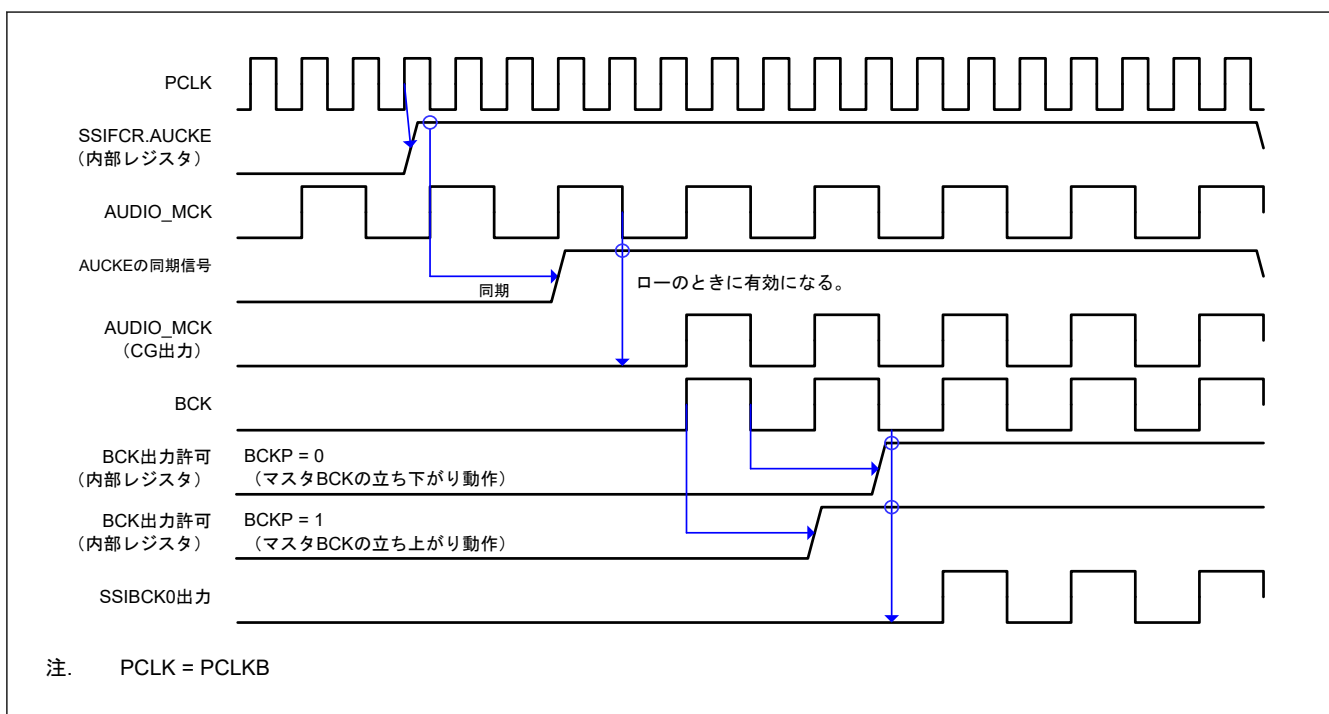 PCLK
SSIFCR.AUCKE
（内部レジスタ）
AUDIO_MCK
AUCKEの同期信号
同期
ローのときに有効になる。
AUDIO_MCK
（CG出力）
BCK
BCK出力許可
（内部レジスタ）
BCKP = 0
（マスタBCKの立ち下がり動作）
BCK出力許可
（内部レジスタ）
BCKP = 1
（マスタBCKの立ち上がり動作）
SSIBCK0出力
注. PCLK = PCLKB